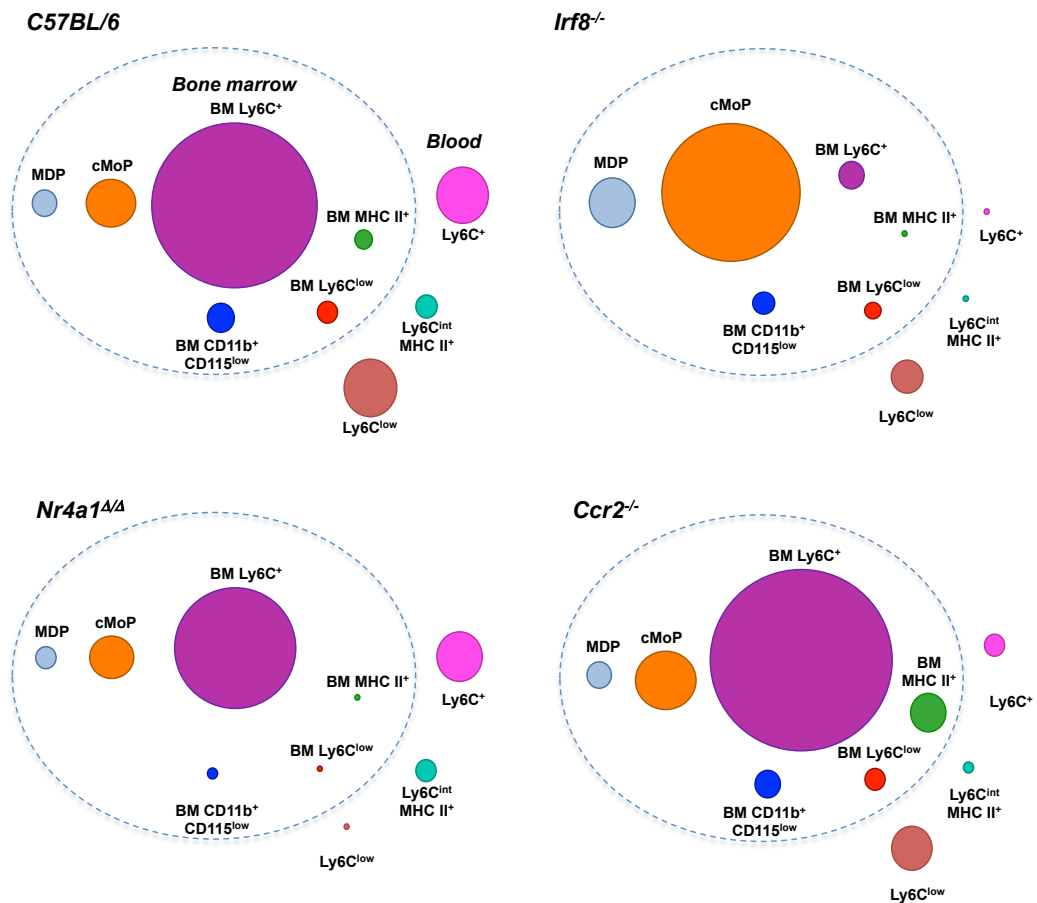 C57BL/6
Bone marrow
BM Ly6C+
Blood
MDP
cMoP
Ly6C+
BM MHC II+
BM Ly6Clow
BM CD11b+
CD115low
Ly6Cint
MHC II+
Ly6Clow
Irf8-/-
cMoP
MDP
BM Ly6C+
BM MHC II+
Ly6C+
BM Ly6Clow
BM CD11b+
CD115low
Ly6Cint
MHC II+
Ly6Clow
Nr4a1Δ/Δ
BM Ly6C+
MDP
cMoP
BM MHC II+
Ly6C+
BM Ly6Clow
BM CD11b+
CD115low
Ly6Cint
MHC II+
Ly6Clow
Ccr2-/-
BM Ly6C+
MDP
cMoP
BM
MHC II+
Ly6C+
BM Ly6Clow
BM CD11b+
CD115low
Ly6Cint
MHC II+
Ly6Clow